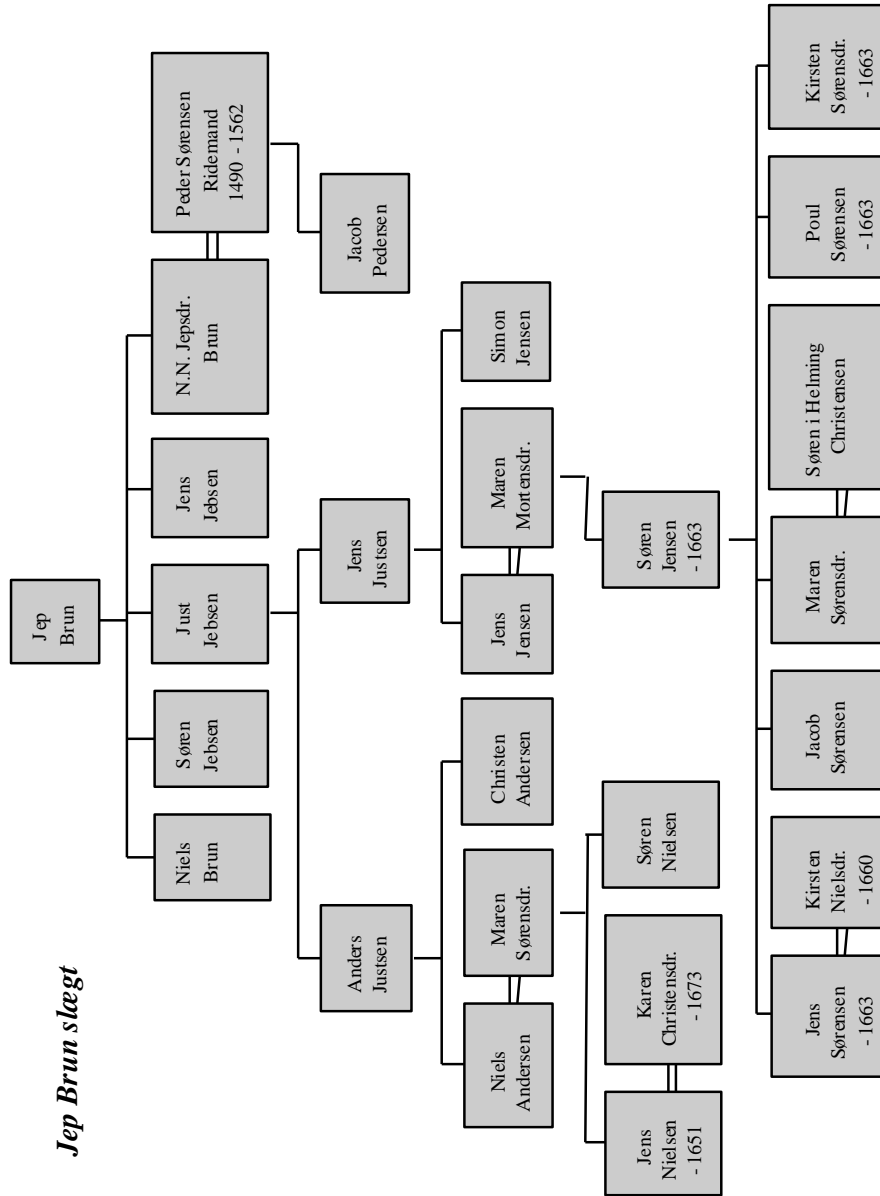 Jep Brun slægt
Jep
Brun
Niels
Brun
Søren
Jebsen
Just
Jebsen
Jens
Jebsen
N.N. Jepsdr.
Brun
Peder Sørensen
Ridemand
1490 - 1562
Anders
Justsen
Jens
Justsen
Jacob
Pedersen
Niels
Andersen
Maren
Sørensdr.
Christen
Andersen
Jens
Jensen
Maren
Mortensdr.
Simon
Jensen
Jens
Nielsen
- 1651
Karen
Christensdr.
- 1673
Søren
Nielsen
Søren
Jensen
- 1663
Jens
Sørensen
- 1663
Kirsten
Nielsdr.
- 1660
Jacob
Sørensen
Maren
Sørensdr.
Søren i Helming
Christensen
Poul
Sørensen
- 1663
Kirsten
Sørensdr.
- 1663